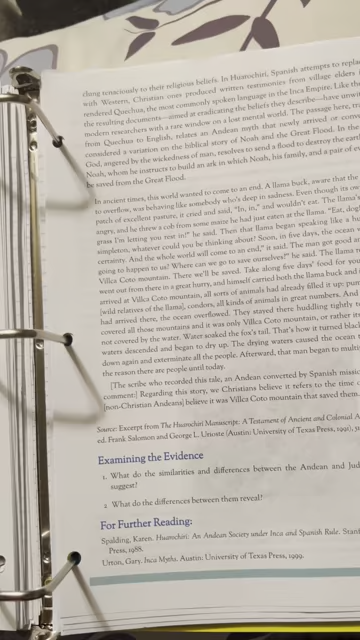 clung tenaciously to their religious beliefs. In Huarochirí, Spanish attempts to repla
with Western, Christian ones produced written testimonies from village elders
rendered Quechua, the most commonly spoken language in the Inca Empire. Like the
the resulting documents—aimed at eradicating the beliefs they describe—have unwi
modern researchers with a rare window on a lost mental world. The passage here, tr
from Quechua to English, relates an Andean myth that newly arrived or conv
considered a variation on the biblical story of Noah and the Great Flood. In the
God, angered by the wickedness of man, resolves to send a flood to destroy the eart
Noah, whom he instructs to build an ark in which Noah, his family, and a pair of ev
be saved from the Great Flood.
In ancient times, this world wanted to come to an end. A llama buck, aware that the
to overflow, was behaving like somebody who's deep in sadness. Even though its ow
patch of excellent pasture, it cried and said, "In, in," and wouldn't eat. The llama's
angry, and he threw a cob from some maize he had just eaten at the llama. "Eat, dog!
grass I'm letting you rest in!" he said. Then that llama began speaking like a hu
simpleton, whatever could you be thinking about? Soon, in five days, the ocean w
certainty. And the whole world will come to an end," it said. The man got good a
going to happen to us? Where can we go to save ourselves?" he said. The llama r
Villca Coto mountain. There we'll be saved. Take along five days' food for your
went out from there in a great hurry, and himself carried both the llama buck and i
arrived at Villca Coto mountain, all sorts of animals had already filled it up: pum
[wild relatives of the llama], condors, all kinds of animals in great numbers. And
had arrived there, the ocean overflowed. They stayed there huddling tightly to
covered all those mountains and it was only Villca Coto mountain, or rather it
not covered by the water. Water soaked the fox's tail. That's how it turned blac
waters descended and began to dry up. The drying waters caused the ocean t
down again and exterminate all the people. Afterward, that man began to multi
the reason there are people until today.
[The scribe who recorded this tale, an Andean converted by Spanish missio
comment:] Regarding this story, we Christians believe it refers to the time o
[non-Christian Andeans] believe it was Villca Coto mountain that saved them.
Source: Excerpt from The Huarochirí Manuscript: A Testament of Ancient and Colonial A
ed. Frank Salomon and George L. Urioste (Austin: University of Texas Press, 1991), 5
Examining the Evidence
1. What do the similarities and differences between the Andean and Jud
suggest?
2. What do the differences between them reveal?
For Further Reading:
Spalding, Karen. Huarochirí: An Andean Society under Inca and Spanish Rule. Stanf
Press, 1988.
Urton, Gary. Inca Myths. Austin: University of Texas Press, 1999.